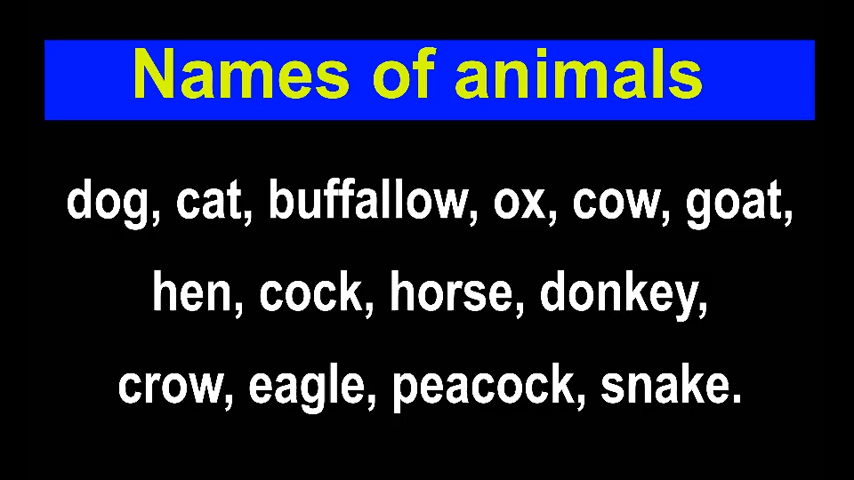 Names of animals
dog, cat, buffallow, ox, cow, goat,
hen, cock, horse, donkey,
crow, eagle, peacock, snake.